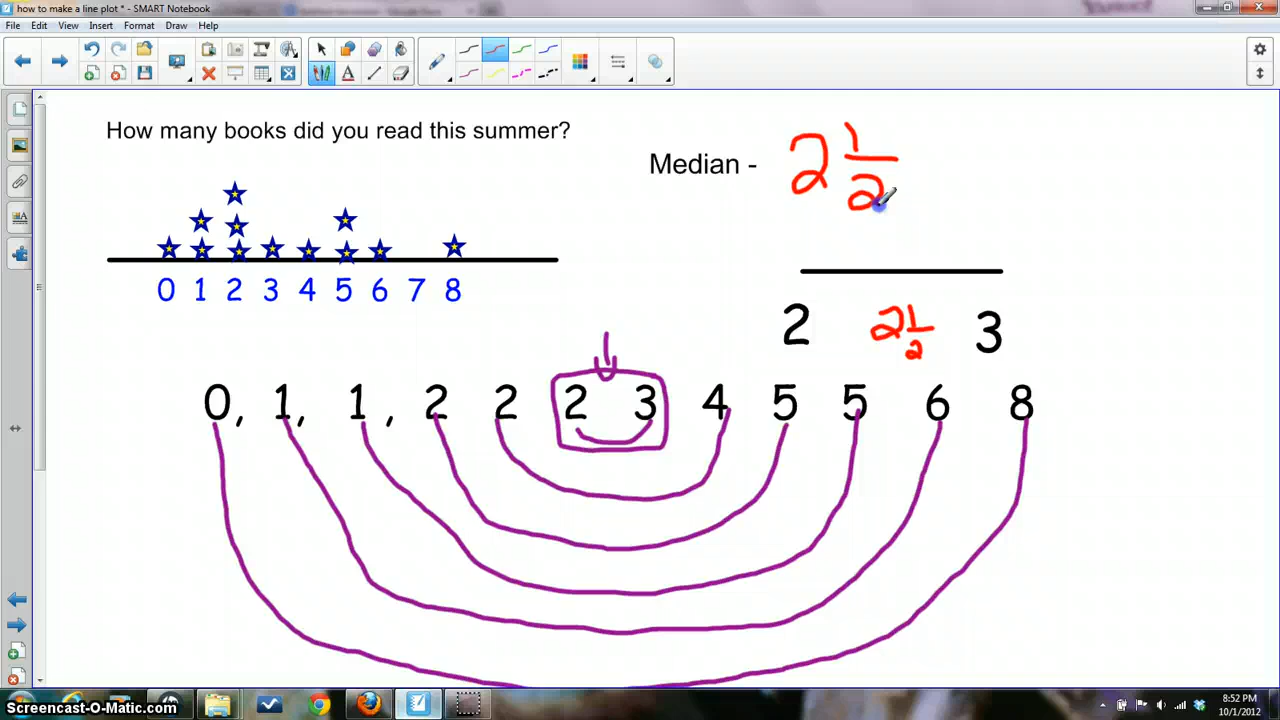 how to make a line plot * - SMART Notebook
File Edit View Insert Format Draw Help
How many books did you read this summer?
Median - 2 1/2
0 1 2 3 4 5 6 7 8
2 2 1/2 3
0, 1, 1, 2 2 2 3 4 5 5 6 8
Screencast-O-Matic.com
8:52 PM
10/1/2012